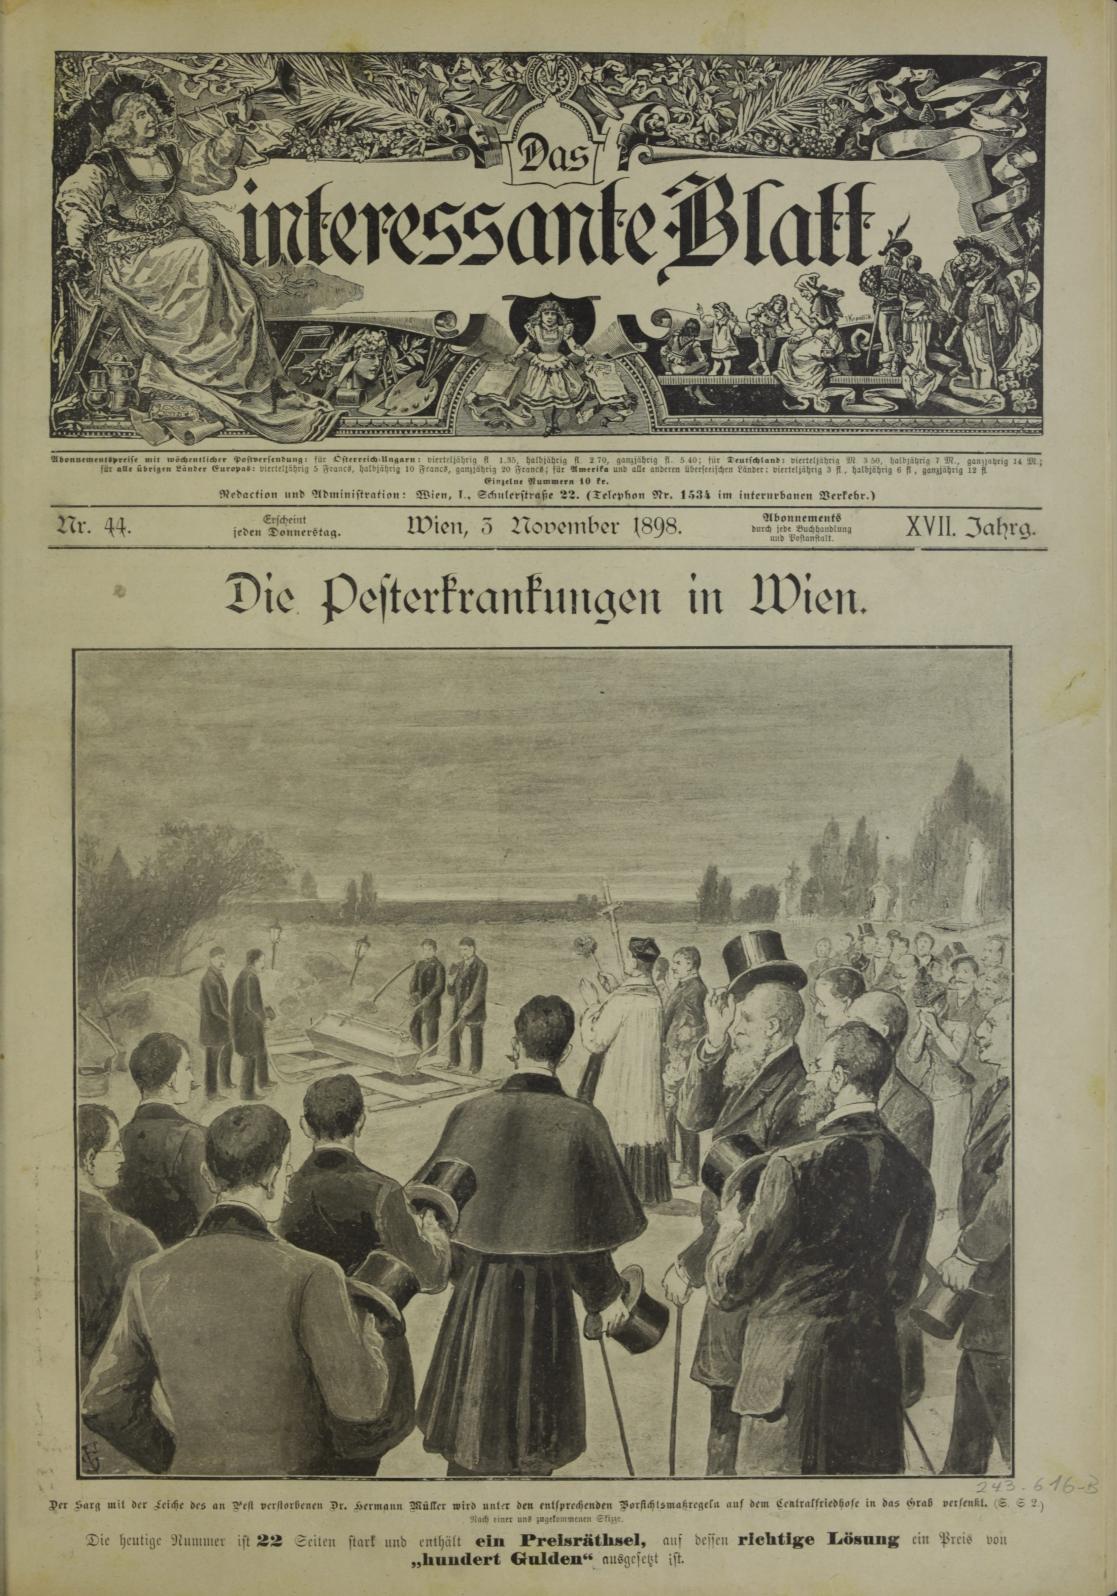 Das
interessante Blatt
Abonnementspreise mit wöchentlicher Postversendung: für Österreich-Ungarn: vierteljährig fl 1.35, halbjährig fl. 2 70, ganzjährig fl. 5 40; für Deutschland: vierteljährig M. 3 50, halbjährig 7 M., ganzjährig 14 M;
für alle übrigen Länder Europas: vierteljährig 5 Francs, halbjährig 10 Francs, ganzjährig 20 Francs; für Amerika und alle anderen überseeischen Länder: vierteljährig 3 fl, halbjährig 6 fl, ganzjährig 12 fl.
Einzelne Nummern 10 kr.
Redaction und Administration: Wien, I., Schulerstraße 22. (Telephon Nr. 1534 im interurbanen Verkehr.)
Nr. 44.
Erscheint
jeden Donnerstag.
Wien, 3 November 1898.
Abonnements
durch jede Buchhandlung
und Postanstalt.
XVII. Jahrg.
Die Pesterkrankungen in Wien.
243.616-B
Der Sarg mit der Leiche des an Pest verstorbenen Dr. Hermann Müller wird unter den entsprechenden Vorsichtsmaßregeln auf dem Centralfriedhofe in das Grab versenkt. (S. S 2.)
Nach einer uns zugekommenen Skizze.
Die heutige Nummer ist 22 Seiten stark und enthält ein Preisräthsel, auf dessen richtige Lösung ein Preis von
„hundert Gulden“ ausgesetzt ist.